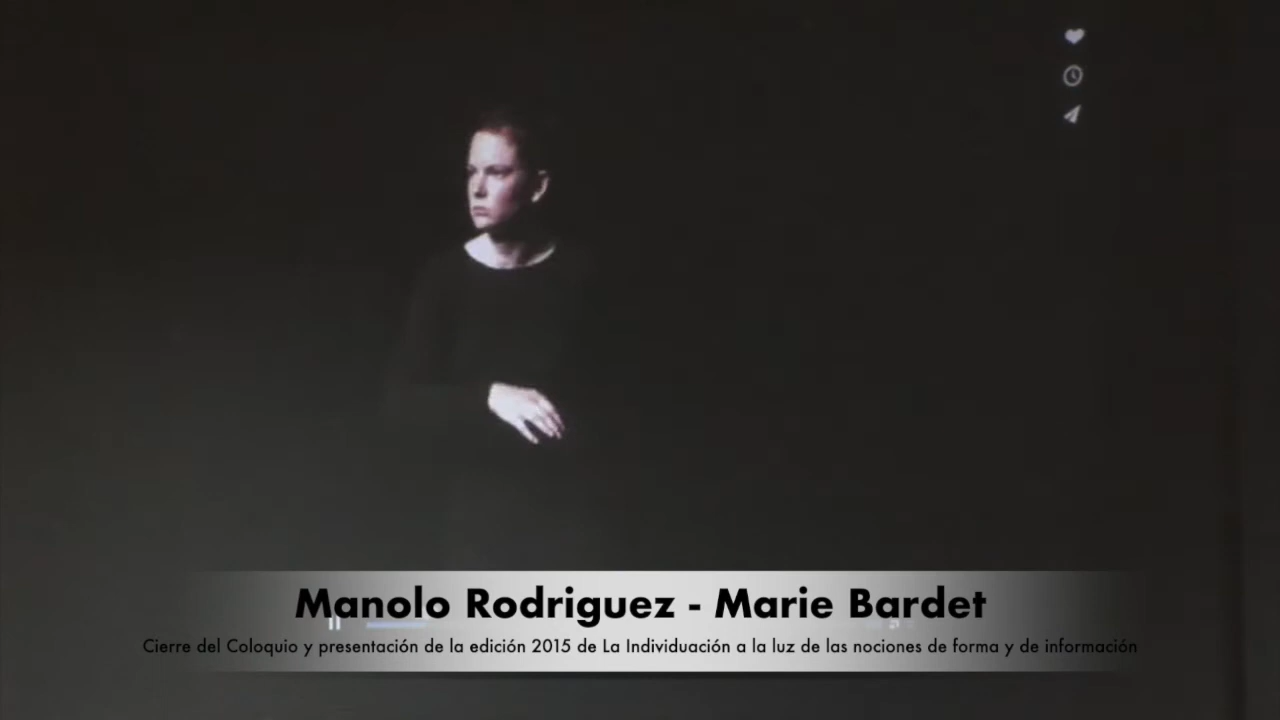 Manolo Rodriguez - Marie Bardet
Cierre del Coloquio y presentación de la edición 2015 de La Individuación a la luz de las nociones de forma y de información